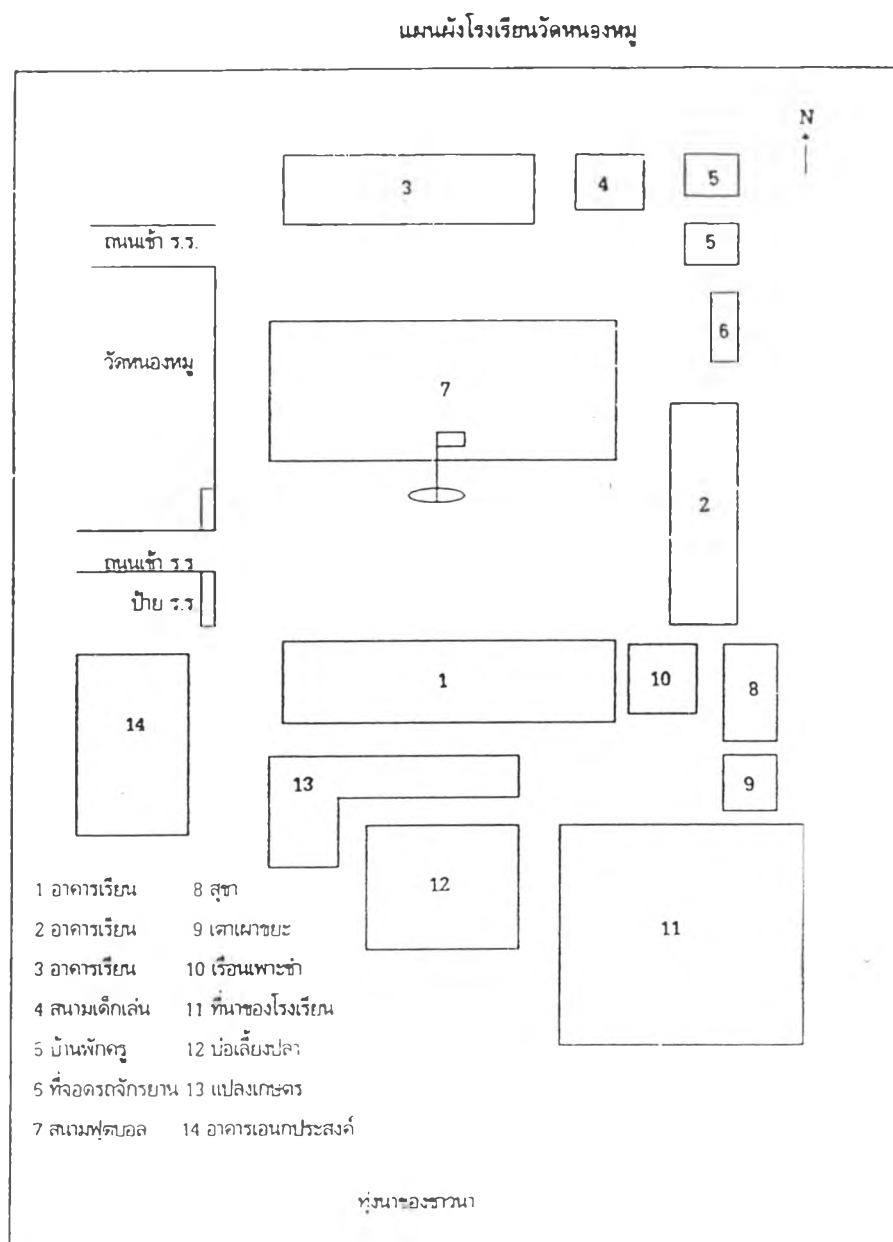 แผนผังโรงเรียนวัดหนองหมู
N
3
4
5
ถนนเข้า ร.ร.
5
6
วัดหนองหมู
7
2
ถนนเข้า ร.ร
ป้าย ร.ร
1
10
8
14
13
9
12
11
1 อาคารเรียน 8 สุขา
2 อาคารเรียน 9 เตาเผาขยะ
3 อาคารเรียน 10 เรือนเพาะชำ
4 สนามเด็กเล่น 11 ที่นาของโรงเรียน
5 บ้านพักครู 12 บ่อเลี้ยงปลา
6 ที่จอดรถจักรยาน 13 แปลงเกษตร
7 สนามฟุตบอล 14 อาคารเอนกประสงค์
ทุ่งนาของชาวนา